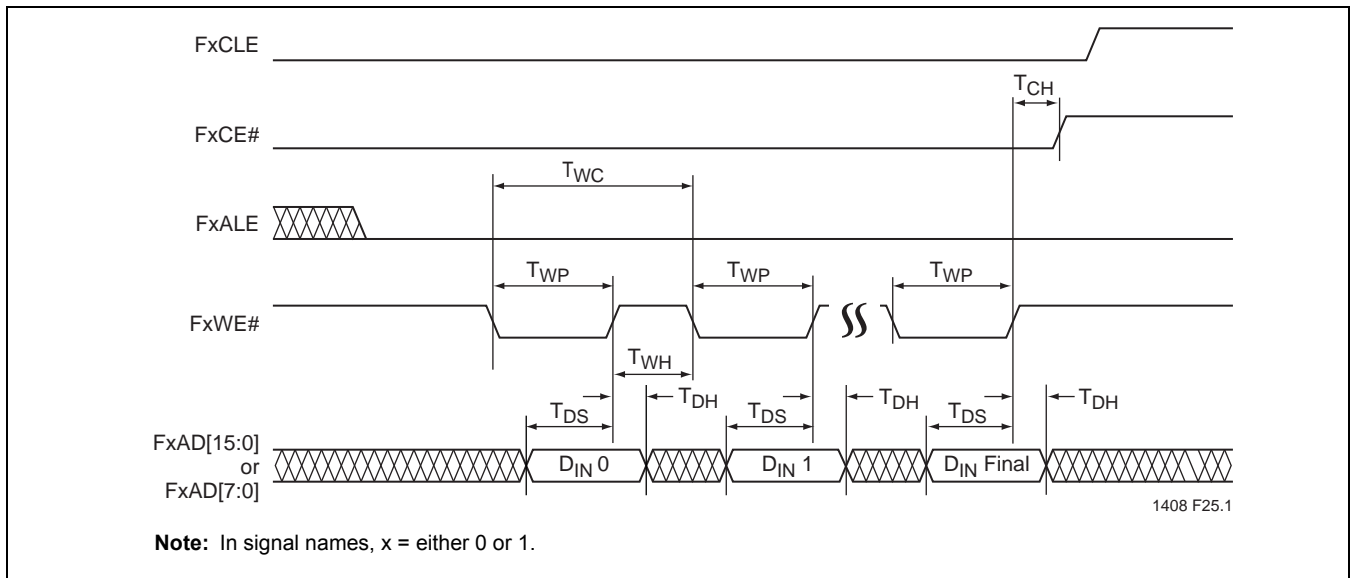 FxCLE
TCH
FxCE#
TWC
FxALE
TWP TWP TWP
FxWE#
TWH
TDH TDH TDH
TDS TDS TDS
FxAD[15:0]
or
FxAD[7:0]
DIN 0 DIN 1 DIN Final
1408 F25.1
Note: In signal names, x = either 0 or 1.